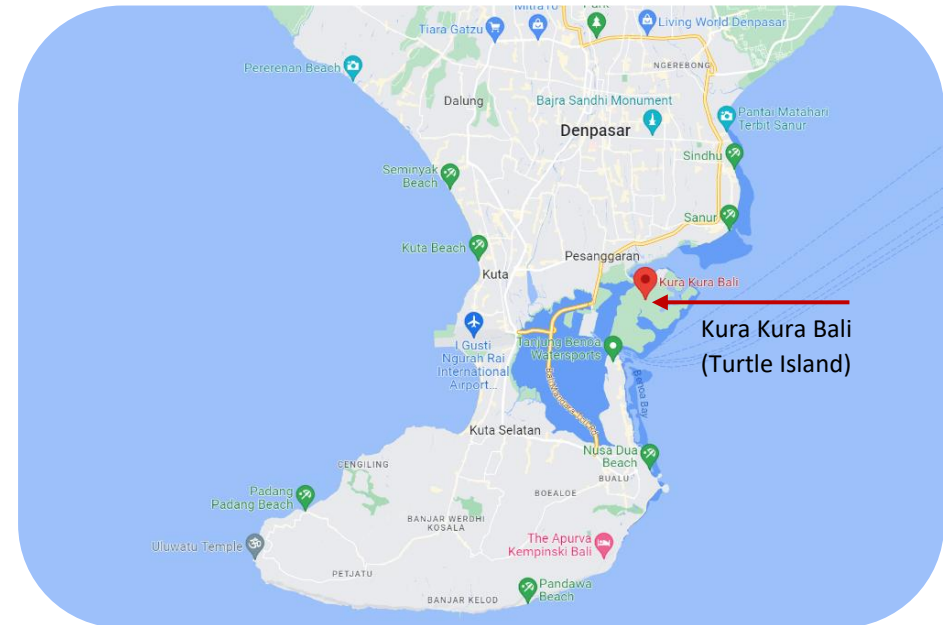 Mitra10
Park
Tiara Gatzu
Living World Denpasar
Pererenan Beach
NGEREBONG
Dalung
Bajra Sandhi Monument
Pantai Matahari
Terbit Sanur
Denpasar
Sindhu
Seminyak
Beach
Sanur
Kuta Beach
Pesanggaran
Kuta
Kura Kura Bali
Kura Kura Bali
(Turtle Island)
I Gusti
Ngurah Rai
International
Airport...
Tanjung Benoa
Watersports
Benoa Bay
Kuta Selatan
Nusa Dua
Beach
CENGILING
BUALU
Padang
Padang Beach
BOEALOE
BANJAR WERDHI
KOSALA
Uluwatu Temple
The Apurva
Kempinski Bali
PETJATU
Pandawa
Beach
BANJAR KELOD